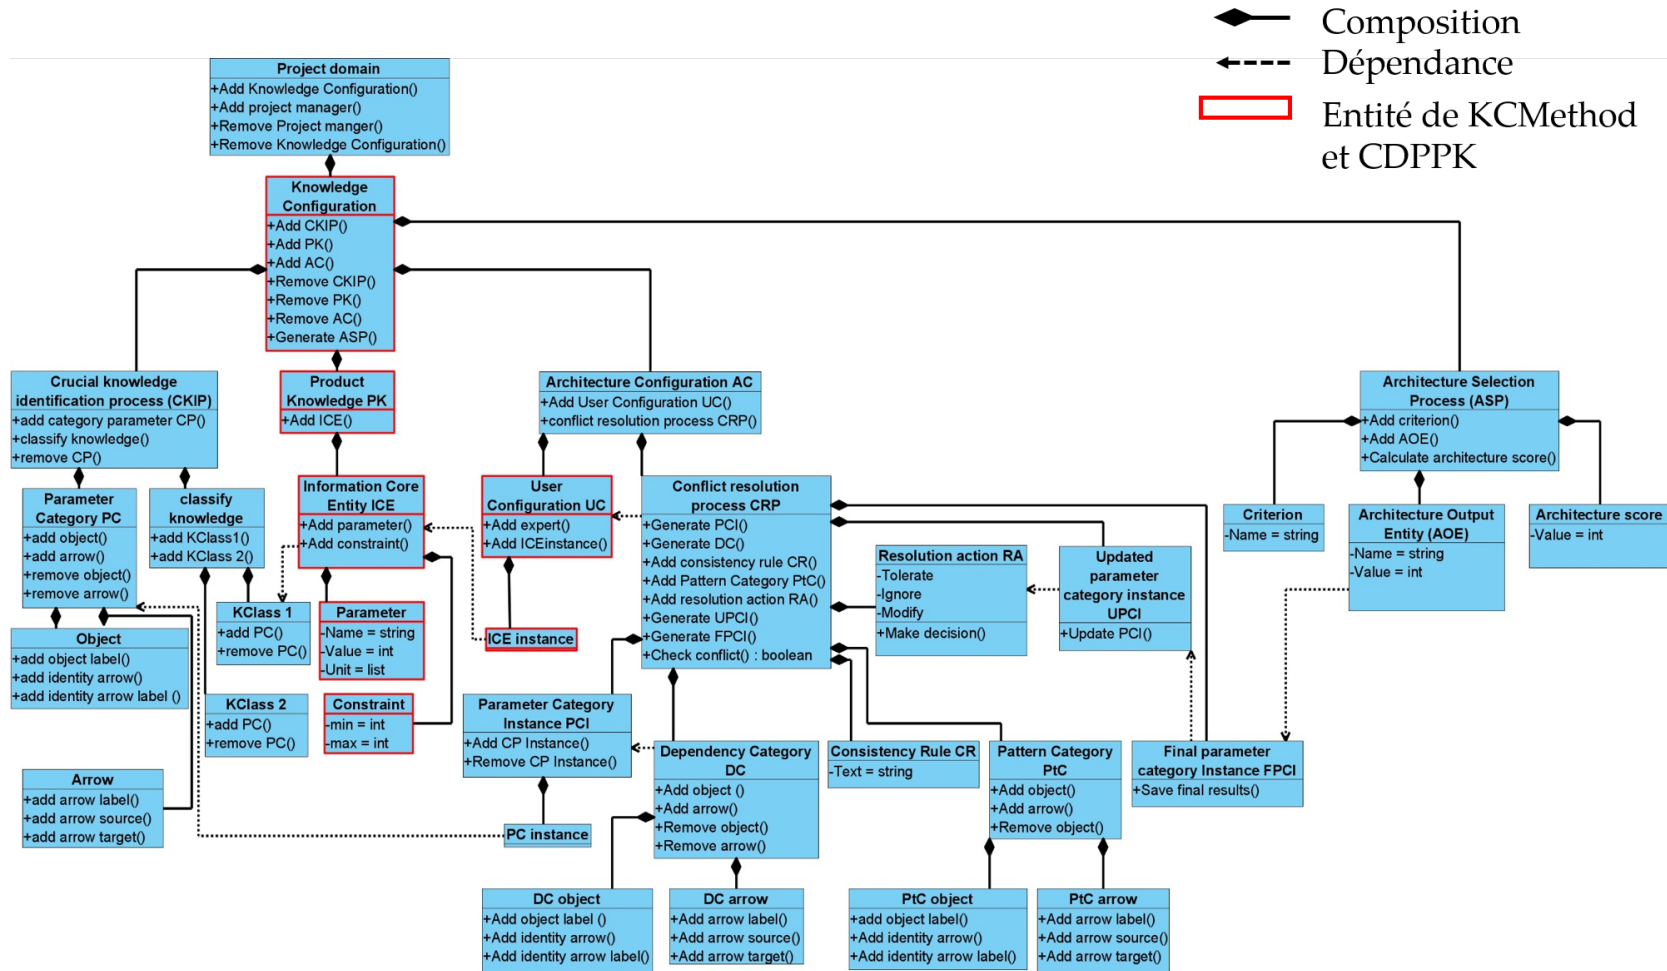 Composition
Dépendance
Entité de KCMethod
et CDPPK
Project domain
+Add Knowledge Configuration()
+Add project manager()
+Remove Project manger()
+Remove Knowledge Configuration()
Knowledge
Configuration
+Add CKIP()
+Add PK()
+Add AC()
+Remove CKIP()
+Remove PK()
+Remove AC()
+Generate ASP()
Crucial knowledge
identification process (CKIP)
+add category parameter CP()
+classify knowledge()
+remove CP()
Product
Knowledge PK
+Add ICE()
Architecture Configuration AC
+Add User Configuration UC()
+conflict resolution process CRP()
Architecture Selection
Process (ASP)
+Add criterion()
+Add AOE()
+Calculate architecture score()
Parameter
Category PC
+add object()
+add arrow()
+remove object()
+remove arrow()
classify
knowledge
+add KClass1()
+add KClass 2()
Information Core
Entity ICE
+Add parameter()
+Add constraint()
User
Configuration UC
+Add expert()
+Add ICEinstance()
Conflict resolution
process CRP
+Generate PCI()
+Generate DC()
+Add consistency rule CR()
+Add Pattern Category PtC()
+Add resolution action RA()
+Generate UPCI()
+Generate FPCI()
+Check conflict() : boolean
Criterion
-Name = string
Architecture Output
Entity (AOE)
-Name = string
-Value = int
Architecture score
-Value = int
Resolution action RA
-Tolerate
-Ignore
-Modify
+Make decision()
Updated
parameter
category instance
UPCI
+Update PCI()
Object
+add object label()
+add identity arrow()
+add identity arrow label ()
KClass 1
+add PC()
+remove PC()
Parameter
-Name = string
-Value = int
-Unit = list
ICE instance
KClass 2
+add PC()
+remove PC()
Constraint
-min = int
-max = int
Parameter Category
Instance PCI
+Add CP Instance()
+Remove CP Instance()
Dependency Category
DC
+Add object ()
+Add arrow()
+Remove object()
+Remove arrow()
Consistency Rule CR
-Text = string
Pattern Category
PtC
+Add object()
+Add arrow()
+Remove object()
Final parameter
category Instance FPCI
+Save final results()
Arrow
+add arrow label()
+add arrow source()
+add arrow target()
PC instance
DC object
+Add object label ()
+Add identity arrow()
+Add identity arrow label()
DC arrow
+Add arrow label()
+Add arrow source()
+Add arrow target()
PtC object
+add object label()
+Add identity arrow()
+Add identity arrow label()
PtC arrow
+Add arrow label()
+Add arrow source()
+Add arrow target()